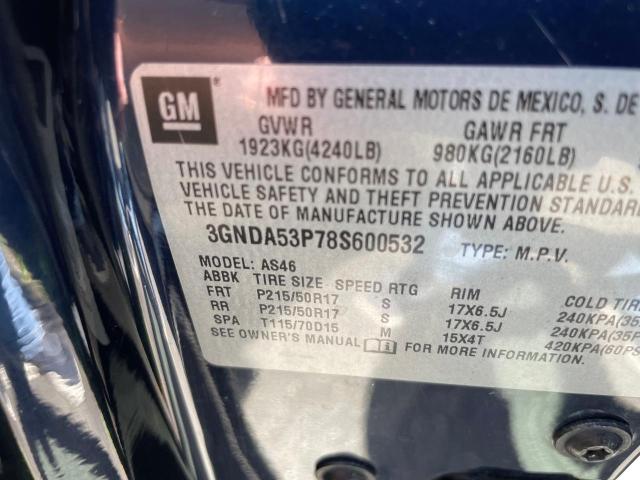 GM
MFD BY GENERAL MOTORS DE MEXICO, S. DE
GVWR GAWR FRT
1923KG(4240LB) 980KG(2160LB)
THIS VEHICLE CONFORMS TO ALL APPLICABLE U.S.
VEHICLE SAFETY AND THEFT PREVENTION STANDAR
THE DATE OF MANUFACTURE SHOWN ABOVE.
3GNDA53P78S600532 TYPE: M.P.V.
MODEL: AS46
ABBK TIRE SIZE SPEED RTG RIM COLD TIR
FRT P215/50R17 S 17X6.5J 240KPA(35
RR P215/50R17 S 17X6.5J 240KPA(35P
SPA T115/70D15 M 15X4T 420KPA(60PS
SEE OWNER'S MANUAL FOR MORE INFORMATION.